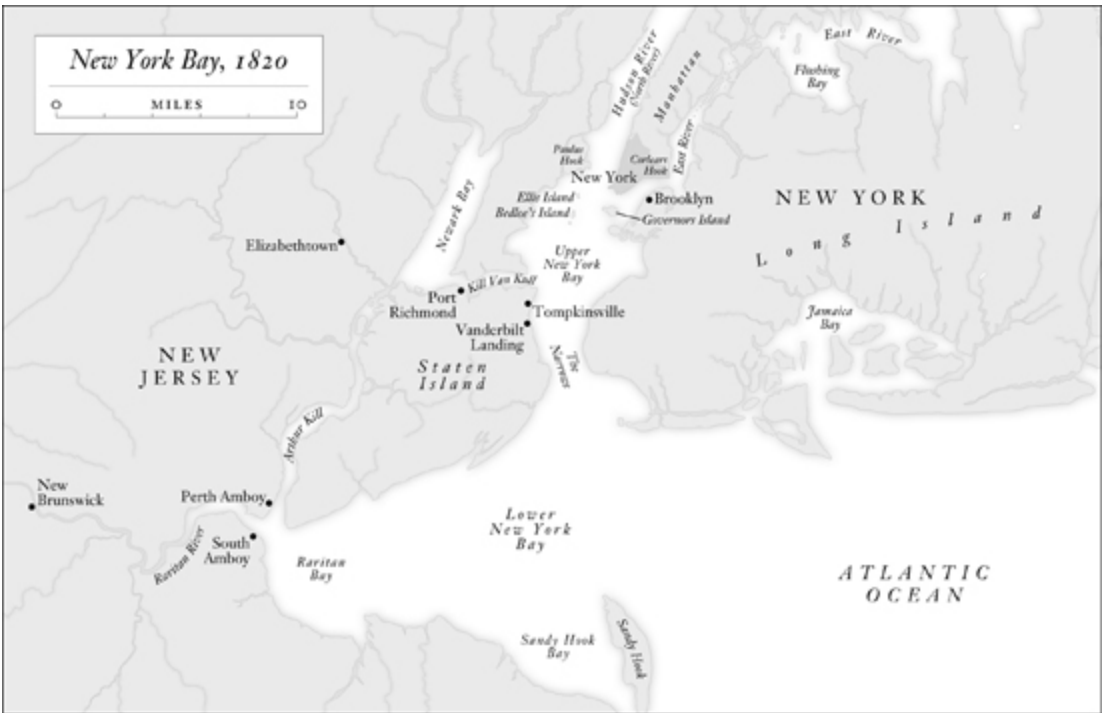 New York Bay, 1820
0 MILES 10
East River
Flushing
Bay
Hudson River
(North River)
Manhattan
East River
Paulus
Hook
Corlears
Hook
New York
Brooklyn
Governors Island
Ellis Island
Bedloe's Island
NEW YORK
Long Island
Newark Bay
Elizabethtown
Upper
New York
Bay
Kill Van Kull
Port
Richmond
Tompkinsville
Vanderbilt
Landing
The
Narrows
Jamaica
Bay
NEW
JERSEY
Staten
Island
Arthur Kill
New
Brunswick
Perth Amboy
South
Amboy
Raritan River
Raritan
Bay
Lower
New York
Bay
ATLANTIC
OCEAN
Sandy Hook
Bay
Sandy Hook